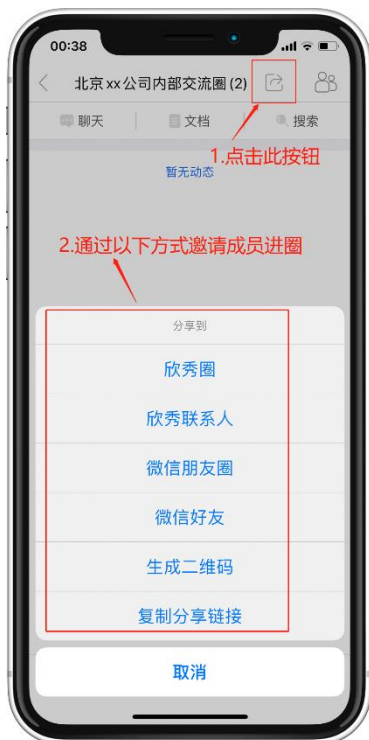 00:38
北京xx公司内部交流圈(2)
聊天
文档
搜索
1.点击此按钮
暂无动态
2.通过以下方式邀请成员进圈
分享到
欣秀圈
欣秀联系人
微信朋友圈
微信好友
生成二维码
复制分享链接
取消